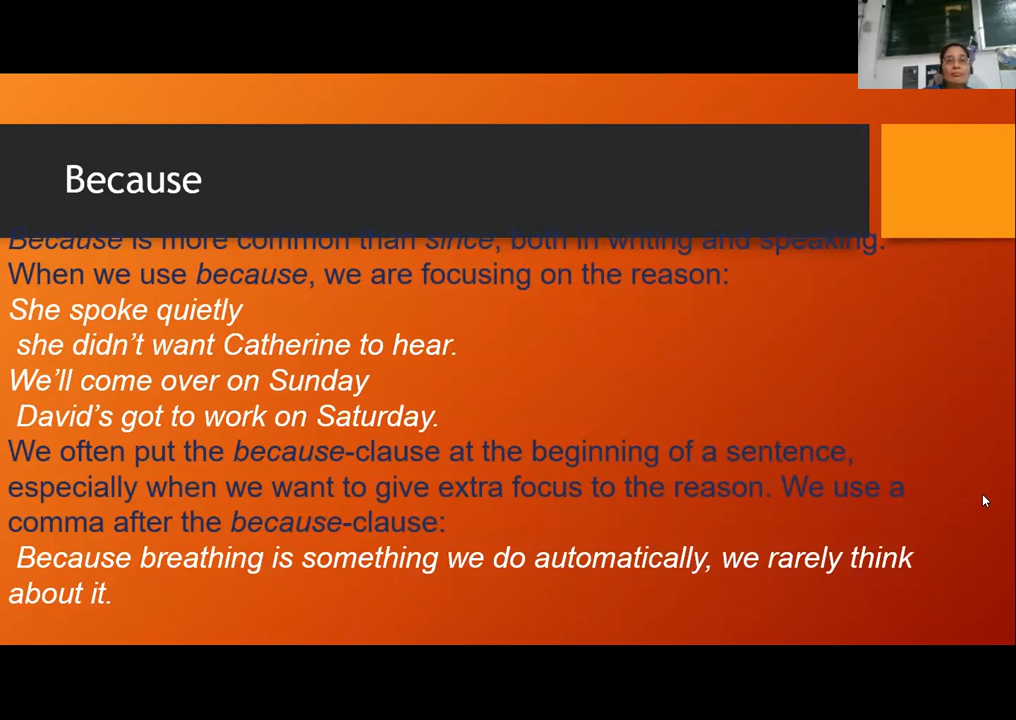 Because
Because is more common than since, both in writing and speaking.
When we use because, we are focusing on the reason:
She spoke quietly
she didn’t want Catherine to hear.
We’ll come over on Sunday
David’s got to work on Saturday.
We often put the because-clause at the beginning of a sentence,
especially when we want to give extra focus to the reason. We use a
comma after the because-clause:
Because breathing is something we do automatically, we rarely think
about it.